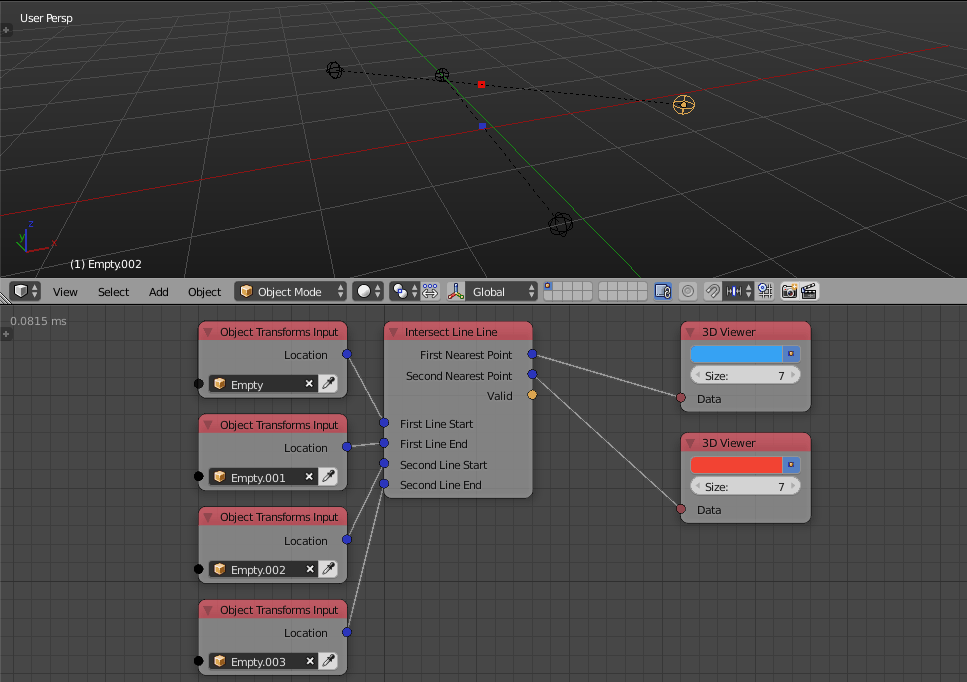 User Persp
z
y
x
(1) Empty.002
View Select Add Object Object Mode Global
0.0815 ms
Object Transforms Input
Location
Empty
Object Transforms Input
Location
Empty.001
Object Transforms Input
Location
Empty.002
Object Transforms Input
Location
Empty.003
Intersect Line Line
First Nearest Point
Second Nearest Point
Valid
First Line Start
First Line End
Second Line Start
Second Line End
3D Viewer
Size: 7
Data
3D Viewer
Size: 7
Data